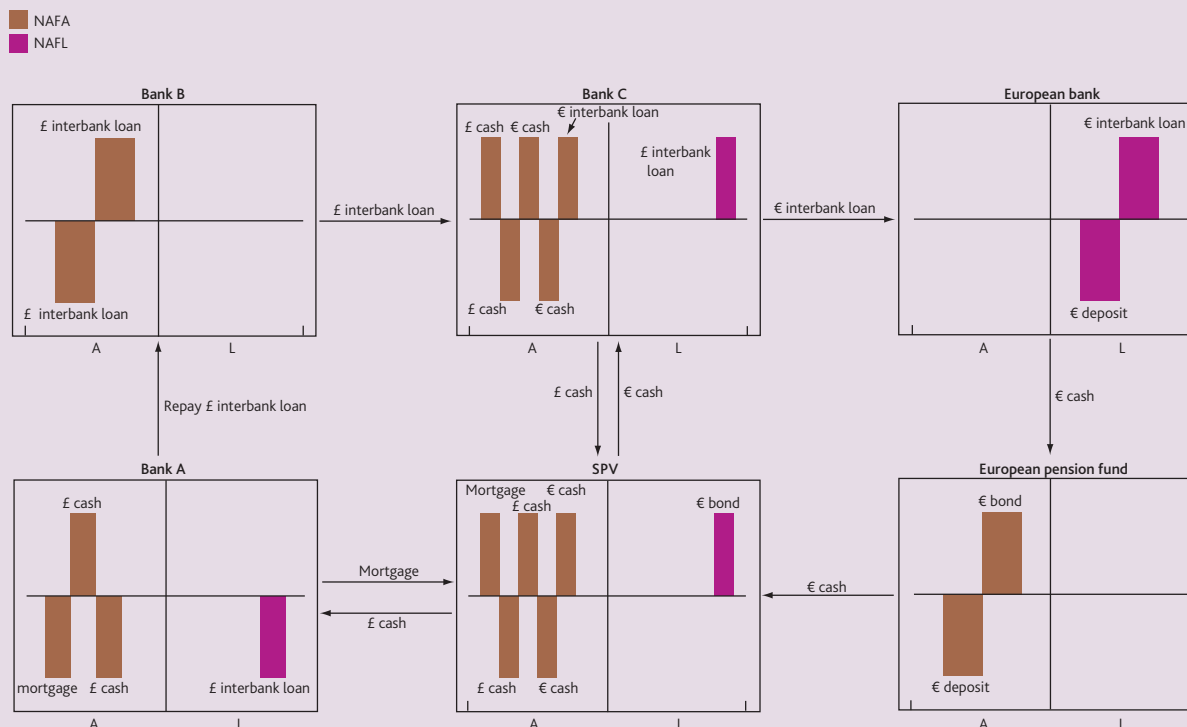 NAFA
NAFL
Bank B
£ interbank loan
£ interbank loan
A
L
£ interbank loan
Bank C
€ interbank loan
£ cash
€ cash
£ interbank
loan
£ cash
€ cash
A
L
€ interbank loan
European bank
€ interbank loan
€ deposit
A
L
Repay £ interbank loan
£ cash
€ cash
€ cash
Bank A
£ cash
mortgage
£ cash
£ interbank loan
A
L
Mortgage
£ cash
SPV
Mortgage
€ cash
£ cash
€ bond
£ cash
€ cash
A
L
€ cash
European pension fund
€ bond
€ deposit
A
L